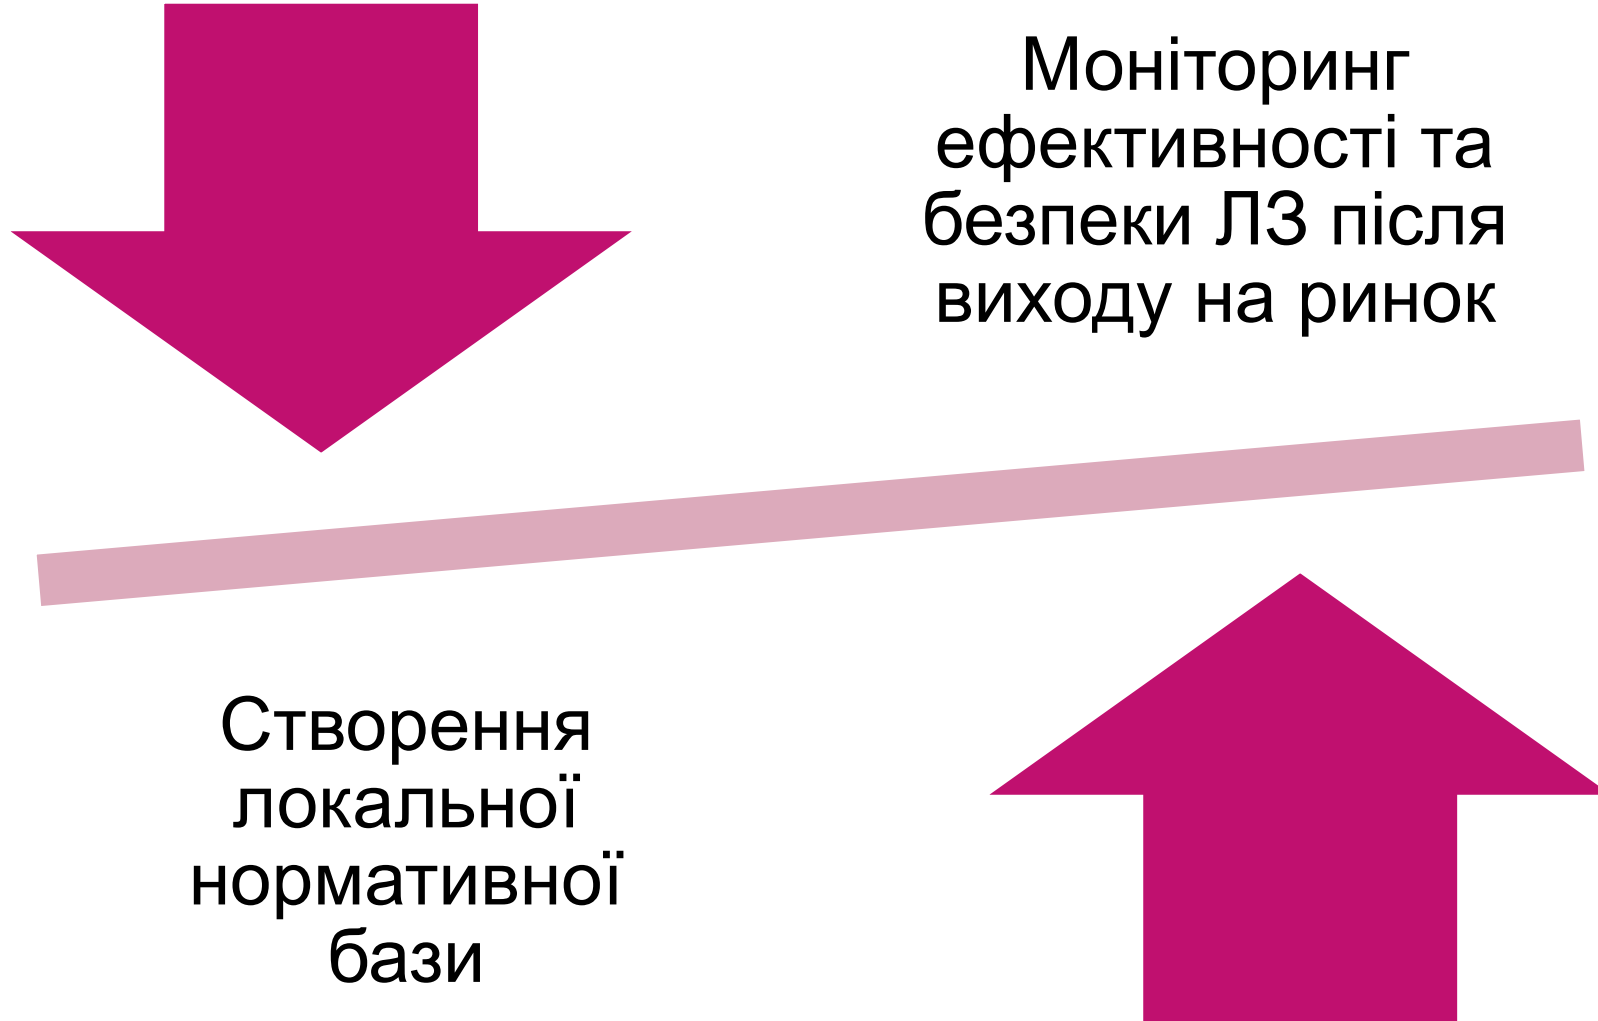 Моніторинг
ефективності та
безпеки ЛЗ після
виходу на ринок
Створення
локальної
нормативної
бази